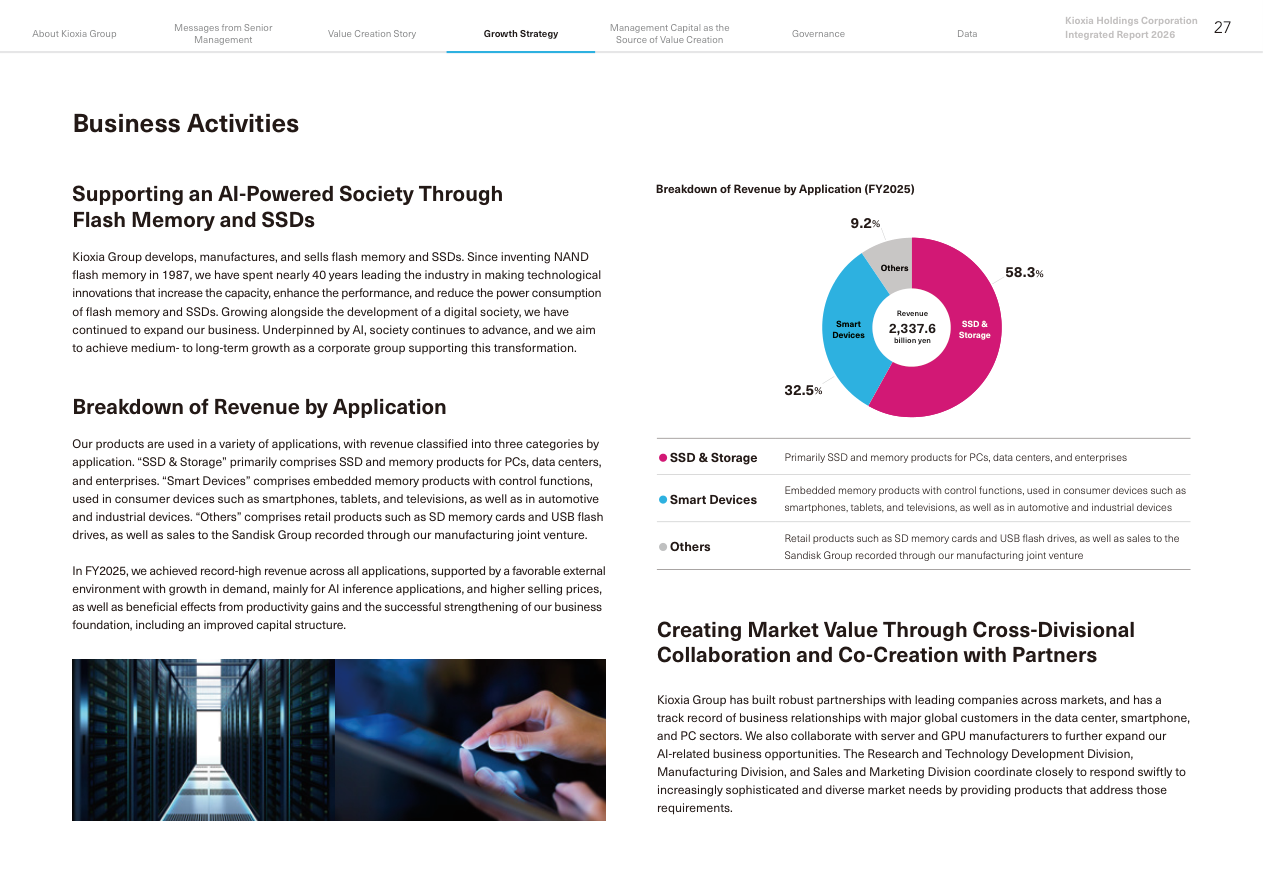 About Kioxia Group
Messages from Senior
Management
Value Creation Story
Growth Strategy
Management Capital as the
Source of Value Creation
Governance
Data
Kioxia Holdings Corporation
Integrated Report 2026
27
Business Activities
Supporting an AI-Powered Society Through
Flash Memory and SSDs
Kioxia Group develops, manufactures, and sells flash memory and SSDs. Since inventing NAND
flash memory in 1987, we have spent nearly 40 years leading the industry in making technological
innovations that increase the capacity, enhance the performance, and reduce the power consumption
of flash memory and SSDs. Growing alongside the development of a digital society, we have
continued to expand our business. Underpinned by AI, society continues to advance, and we aim
to achieve medium- to long-term growth as a corporate group supporting this transformation.
Breakdown of Revenue by Application
Our products are used in a variety of applications, with revenue classified into three categories by
application. “SSD & Storage” primarily comprises SSD and memory products for PCs, data centers,
and enterprises. “Smart Devices” comprises embedded memory products with control functions,
used in consumer devices such as smartphones, tablets, and televisions, as well as in automotive
and industrial devices. “Others” comprises retail products such as SD memory cards and USB flash
drives, as well as sales to the Sandisk Group recorded through our manufacturing joint venture.
In FY2025, we achieved record-high revenue across all applications, supported by a favorable external
environment with growth in demand, mainly for AI inference applications, and higher selling prices,
as well as beneficial effects from productivity gains and the successful strengthening of our business
foundation, including an improved capital structure.
Breakdown of Revenue by Application (FY2025)
9.2%
58.3%
32.5%
Others
Smart
Devices
SSD &
Storage
Revenue
2,337.6
billion yen
SSD & Storage
Primarily SSD and memory products for PCs, data centers, and enterprises
Smart Devices
Embedded memory products with control functions, used in consumer devices such as
smartphones, tablets, and televisions, as well as in automotive and industrial devices
Others
Retail products such as SD memory cards and USB flash drives, as well as sales to the
Sandisk Group recorded through our manufacturing joint venture
Creating Market Value Through Cross-Divisional
Collaboration and Co-Creation with Partners
Kioxia Group has built robust partnerships with leading companies across markets, and has a
track record of business relationships with major global customers in the data center, smartphone,
and PC sectors. We also collaborate with server and GPU manufacturers to further expand our
AI-related business opportunities. The Research and Technology Development Division,
Manufacturing Division, and Sales and Marketing Division coordinate closely to respond swiftly to
increasingly sophisticated and diverse market needs by providing products that address those
requirements.